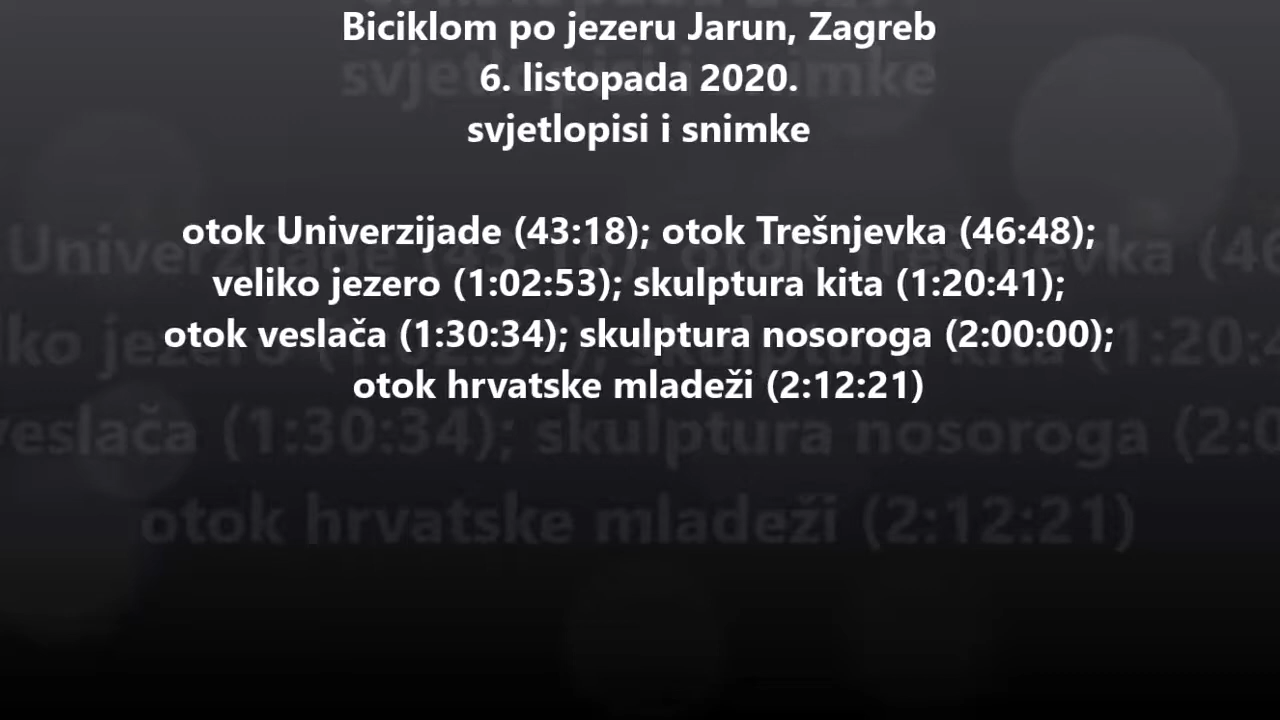 Biciklom po jezeru Jarun, Zagreb
6. listopada 2020.
svjetlopisi i snimke
otok Univerzijade (43:18); otok Trešnjevka (46:48);
veliko jezero (1:02:53); skulptura kita (1:20:41);
otok veslača (1:30:34); skulptura nosoroga (2:00:00);
otok hrvatske mladeži (2:12:21)